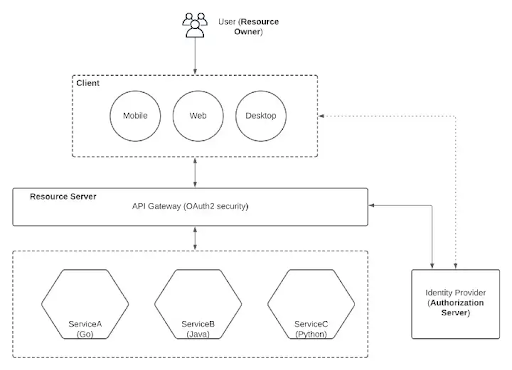 User (Resource
Owner)
Client
Mobile
Web
Desktop
Resource Server
API Gateway (OAuth2 security)
Identity Provider
(Authorization
Server)
ServiceA
(Go)
ServiceB
(Java)
ServiceC
(Python)